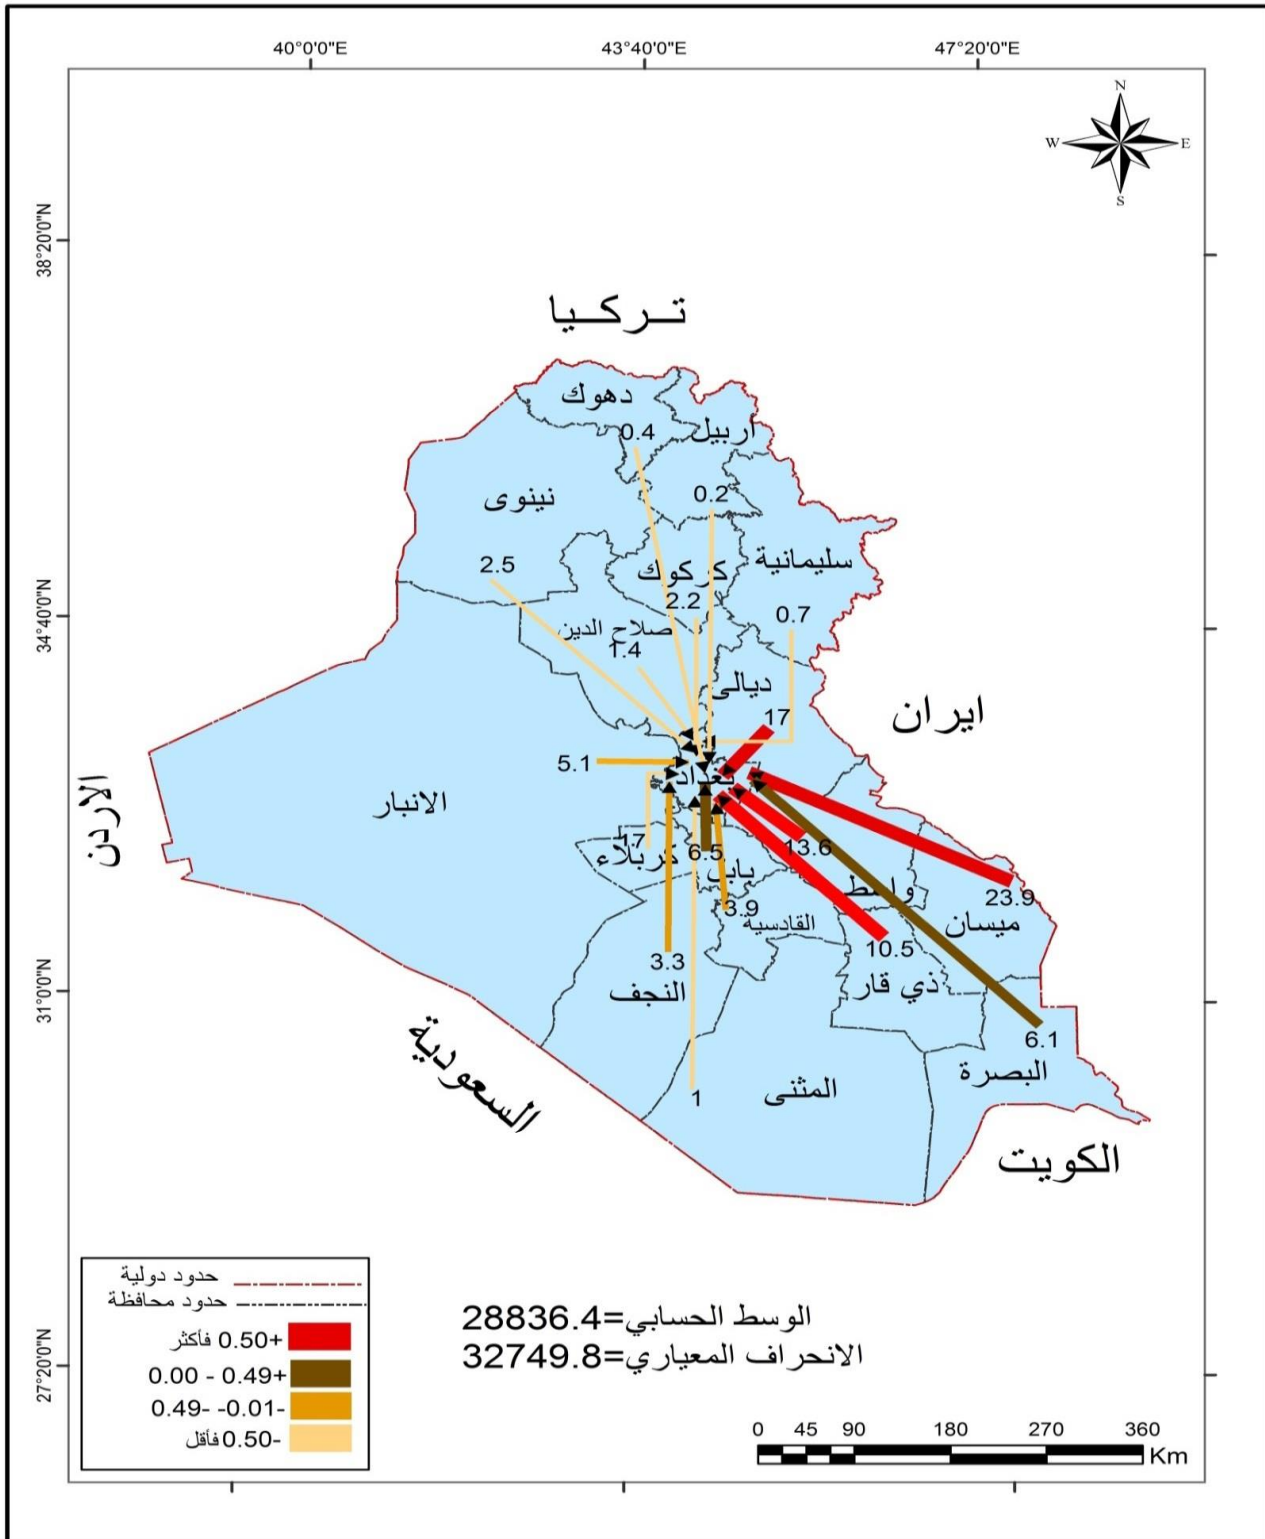 40°0'0"E 43°40'0"E 47°20'0"E
N
W E
S
38°20'0"N
34°40'0"N
31°0'0"N
27°20'0"N
تــركــيا
دهوك
0.4
اربيل
نينوى
0.2
سليمانية
2.5
كركوك
2.2
0.7
صلاح الدين
1.4
ديالى
17
ايران
5.1
بغداد
الانبار
الاردن
1.7
كربلاء
6.5
بابل
13.6
واسط
23.9
ميسان
3.9
القادسية
10.5
3.3
النجف
ذي قار
6.1
البصرة
السعودية
1
المثنى
الكويت
حدود دولية
حدود محافظة
+0.50 فأكثر
0.00 - 0.49+
0.49- -0.01-
-0.50 فأقل
الوسط الحسابي=28836.4
الانحراف المعياري=32749.8
0 45 90 180 270 360
Km